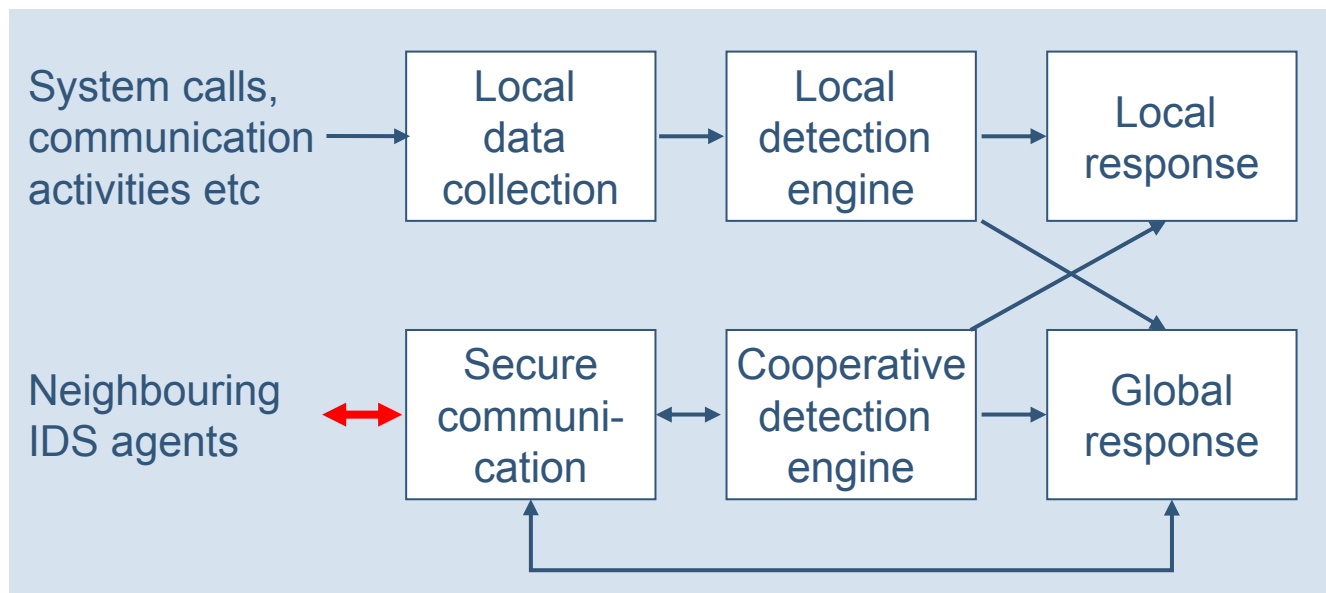 System calls,
communication
activities etc
Local
data
collection
Local
detection
engine
Local
response
Neighbouring
IDS agents
Secure
communi-
cation
Cooperative
detection
engine
Global
response